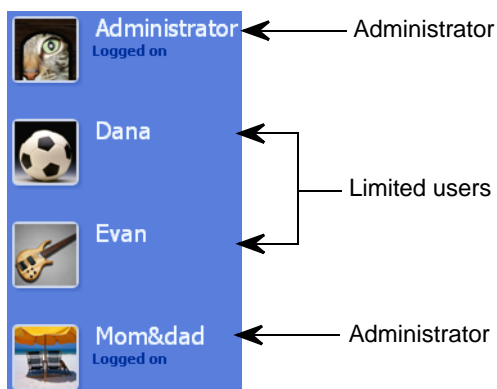 Administrator
Logged on
Administrator
Dana
Limited users
Evan
Mom&dad
Logged on
Administrator